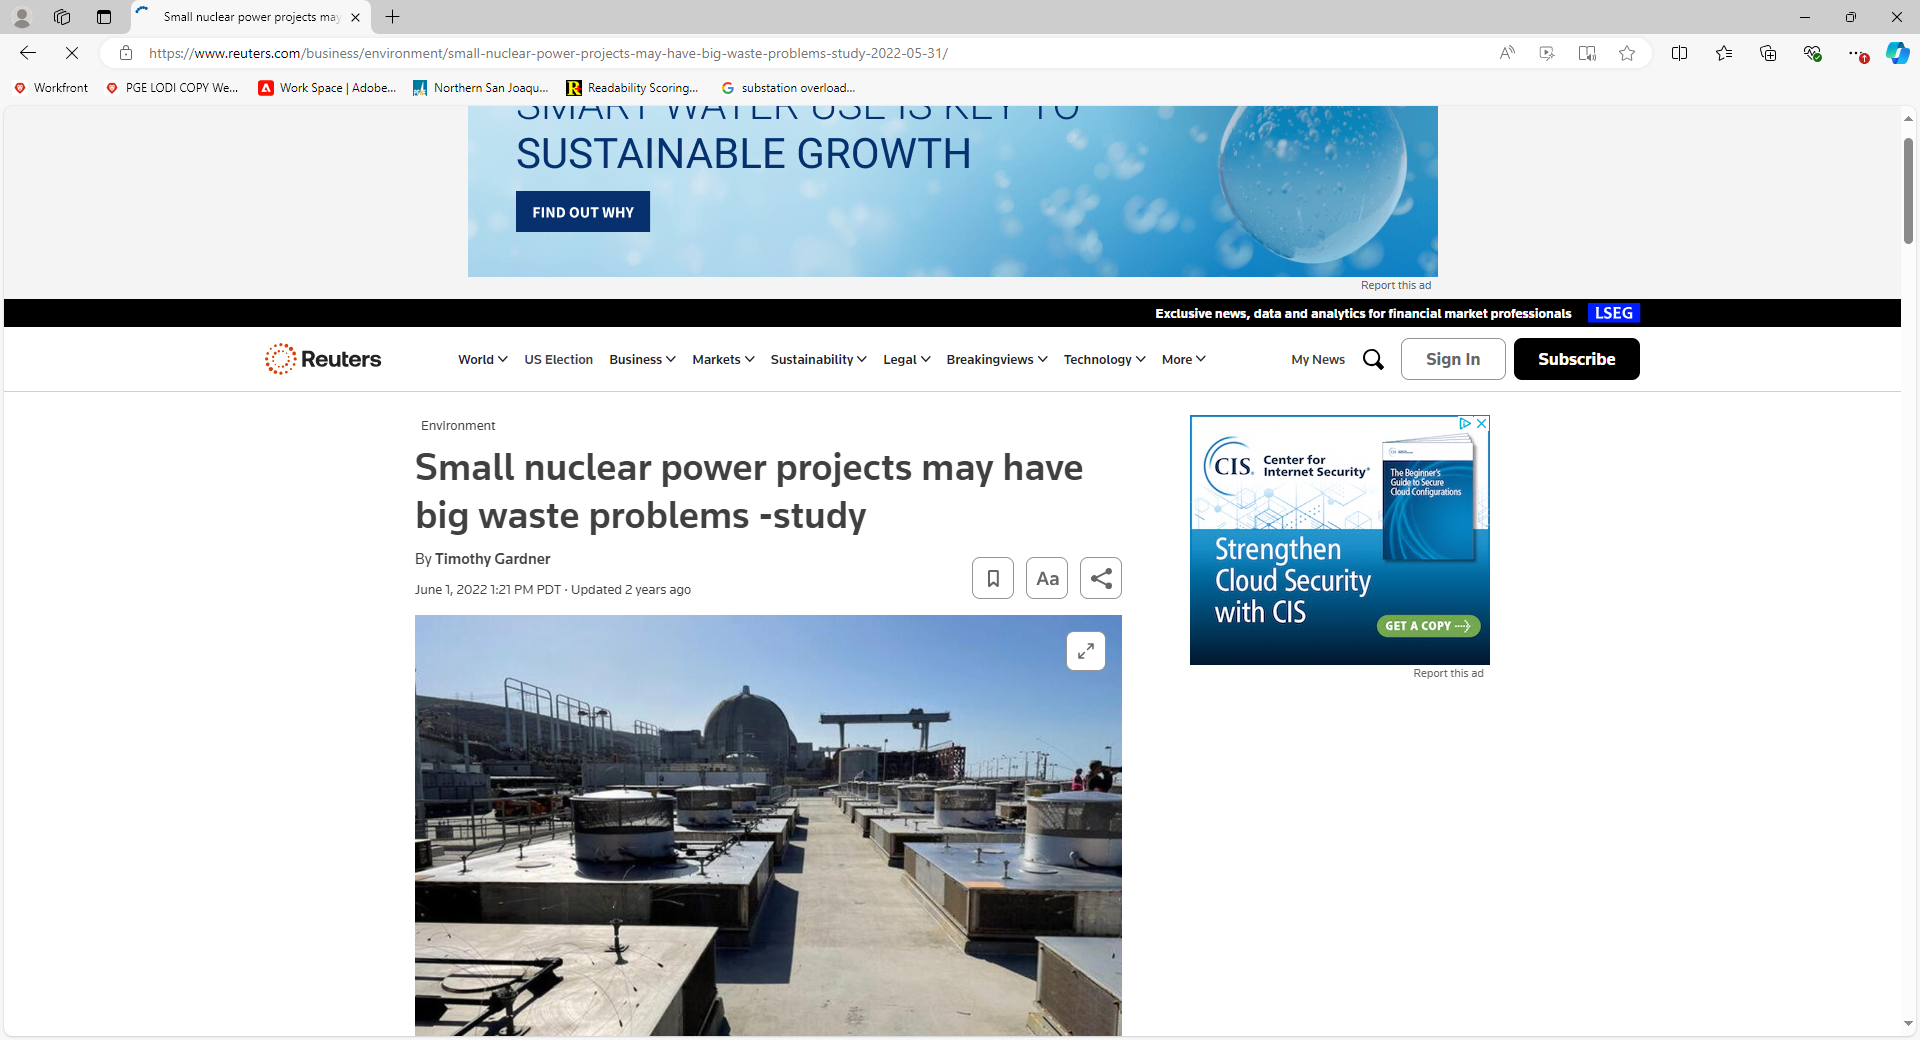 Small nuclear power projects may
https://www.reuters.com/business/environment/small-nuclear-power-projects-may-have-big-waste-problems-study-2022-05-31/
Workfront
PGE LODI COPY We...
Work Space | Adobe...
Northern San Joaqu...
Readability Scoring...
substation overload...
SMART WATER USE IS KEY TO
SUSTAINABLE GROWTH
FIND OUT WHY
Report this ad
Exclusive news, data and analytics for financial market professionals
LSEG
Reuters
World
US Election
Business
Markets
Sustainability
Legal
Breakingviews
Technology
More
My News
Sign In
Subscribe
Environment
Small nuclear power projects may have
big waste problems -study
By Timothy Gardner
June 1, 2022 1:21 PM PDT · Updated 2 years ago
Aa
CIS.
Center for
Internet Security®
The Beginner's
Guide to Secure
Cloud Configurations
Strengthen
Cloud Security
with CIS
GET A COPY
Report this ad